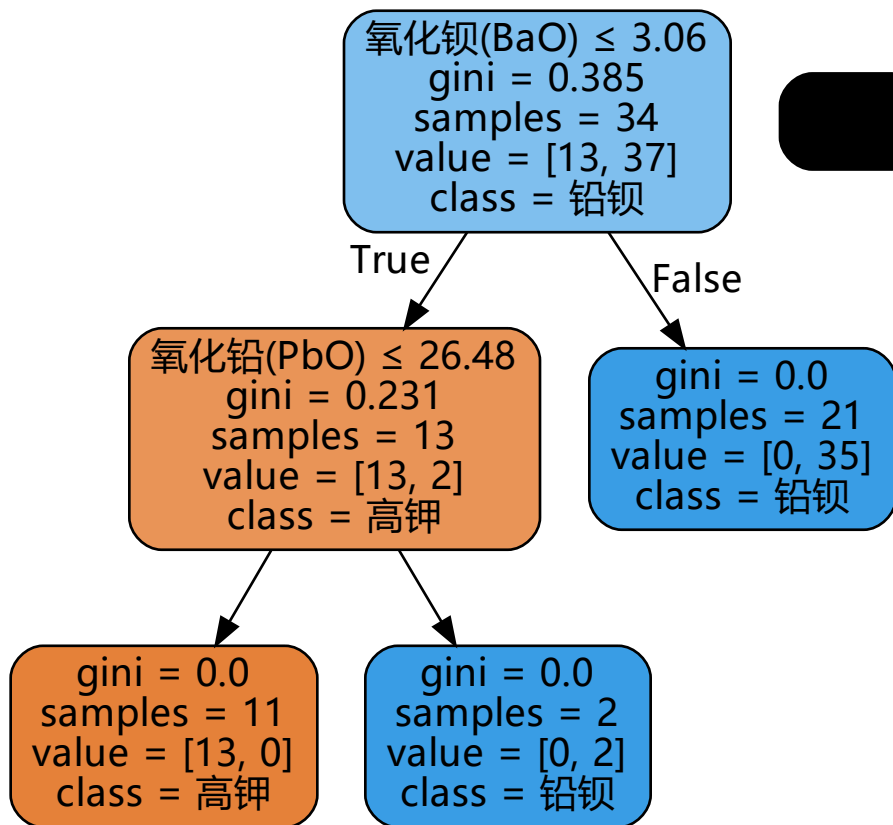 氧化钡(BaO) ≤ 3.06
gini = 0.385
samples = 34
value = [13, 37]
class = 铅钡
True
False
氧化铅(PbO) ≤ 26.48
gini = 0.231
samples = 13
value = [13, 2]
class = 高钾
gini = 0.0
samples = 21
value = [0, 35]
class = 铅钡
gini = 0.0
samples = 11
value = [13, 0]
class = 高钾
gini = 0.0
samples = 2
value = [0, 2]
class = 铅钡